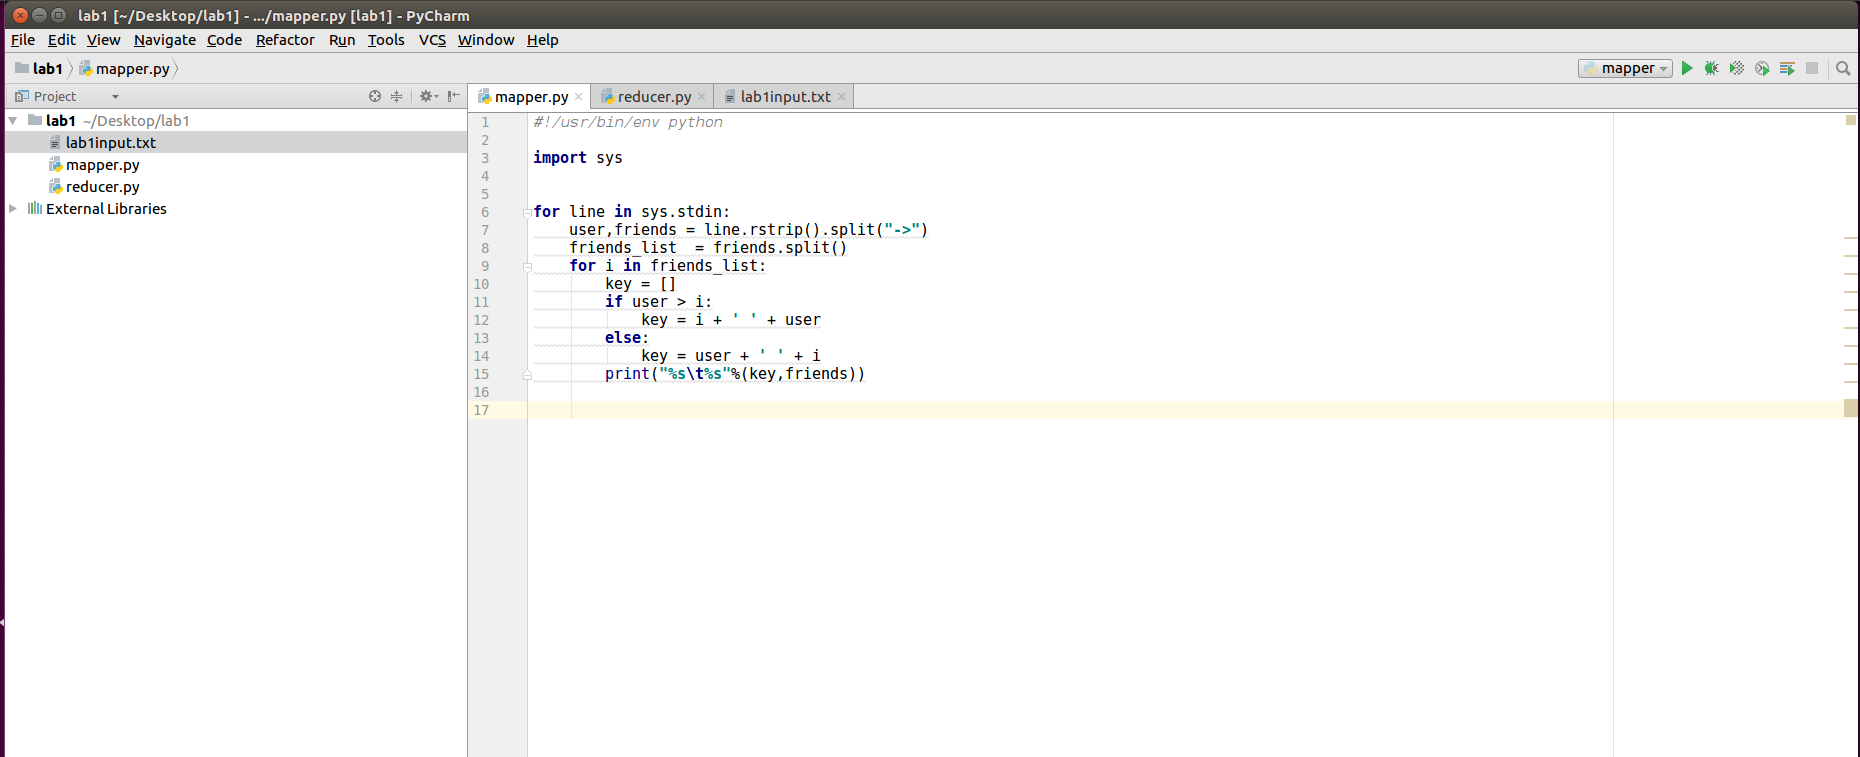 lab1 [~/Desktop/lab1] - .../mapper.py [lab1] - PyCharm
File Edit View Navigate Code Refactor Run Tools VCS Window Help
lab1 mapper.py mapper
Project mapper.py reducer.py lab1input.txt
lab1 ~/Desktop/lab1
lab1input.txt
mapper.py
reducer.py
External Libraries
1 #!/usr/bin/env python
2
3 import sys
4
5
6 for line in sys.stdin:
7     user,friends = line.rstrip().split("->")
8     friends_list  = friends.split()
9     for i in friends_list:
10         key = []
11         if user > i:
12             key = i + ' ' + user
13         else:
14             key = user + ' ' + i
15         print("%s\t%s"%(key,friends))
16
17